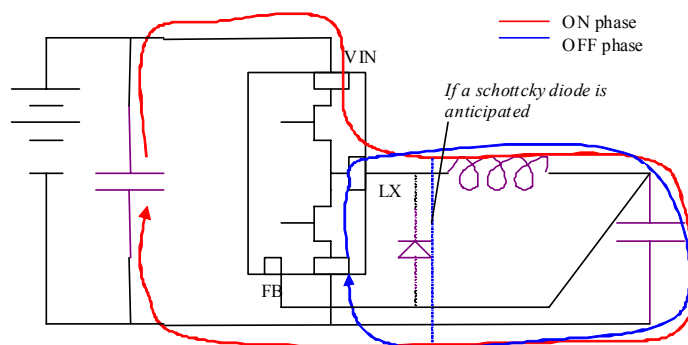 ON phase
OFF phase
VIN
If a schottcky diode is
anticipated
LX
FB